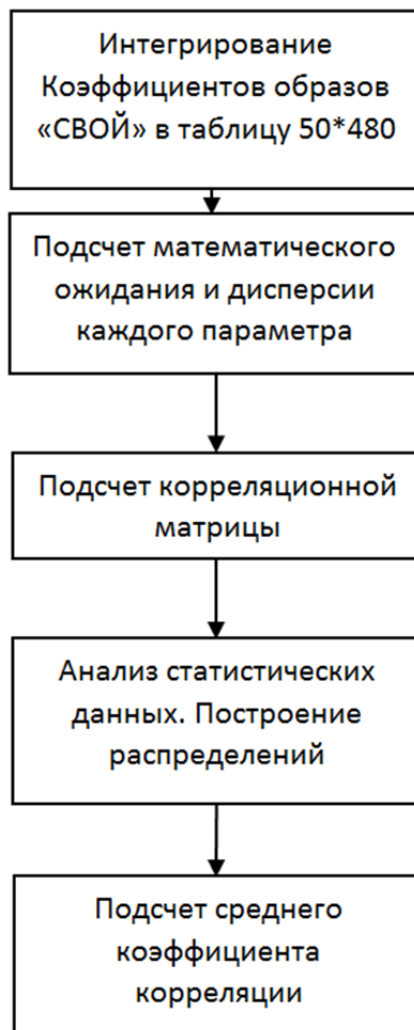 Интегрирование
Коэффициентов образов
«СВОЙ» в таблицу 50*480
Подсчет математического
ожидания и дисперсии
каждого параметра
Подсчет корреляционной
матрицы
Анализ статистических
данных. Построение
распределений
Подсчет среднего
коэффициента
корреляции